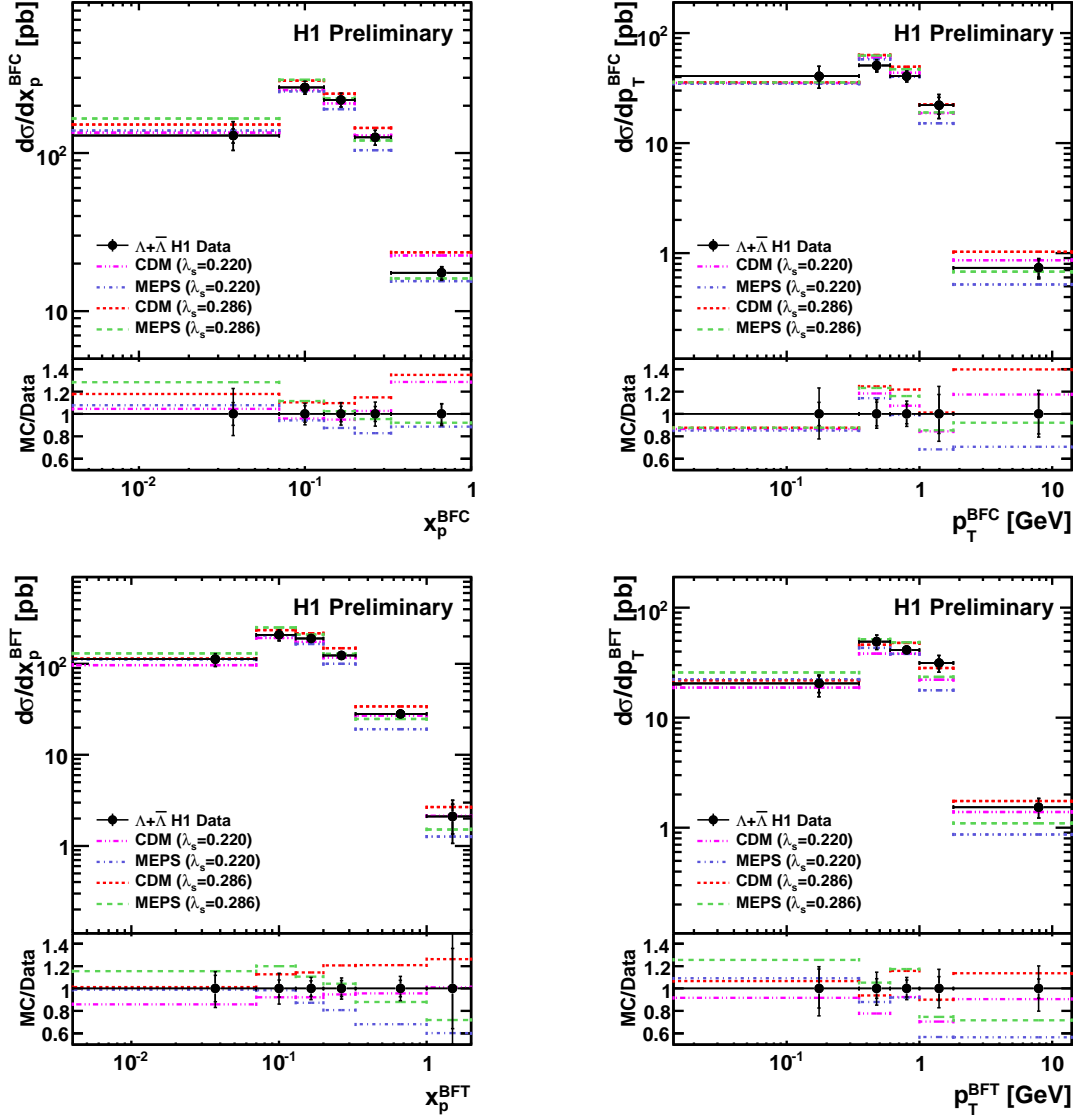 dσ/dx_p^BFC [pb]
H1 Preliminary
10²
10
Λ+Λ̅ H1 Data
CDM (λ_s=0.220)
MEPS (λ_s=0.220)
CDM (λ_s=0.286)
MEPS (λ_s=0.286)
MC/Data
1.4
1.2
1
0.8
0.6
10⁻²
10⁻¹
1
x_p^BFC
dσ/dp_T^BFC [pb]
H1 Preliminary
10²
10
1
Λ+Λ̅ H1 Data
CDM (λ_s=0.220)
MEPS (λ_s=0.220)
CDM (λ_s=0.286)
MEPS (λ_s=0.286)
MC/Data
1.4
1.2
1
0.8
0.6
10⁻¹
1
10
p_T^BFC [GeV]
dσ/dx_p^BFT [pb]
H1 Preliminary
10²
10
1
Λ+Λ̅ H1 Data
CDM (λ_s=0.220)
MEPS (λ_s=0.220)
CDM (λ_s=0.286)
MEPS (λ_s=0.286)
MC/Data
1.4
1.2
1
0.8
0.6
10⁻²
10⁻¹
1
x_p^BFT
dσ/dp_T^BFT [pb]
H1 Preliminary
10²
10
1
Λ+Λ̅ H1 Data
CDM (λ_s=0.220)
MEPS (λ_s=0.220)
CDM (λ_s=0.286)
MEPS (λ_s=0.286)
MC/Data
1.4
1.2
1
0.8
0.6
10⁻¹
1
10
p_T^BFT [GeV]